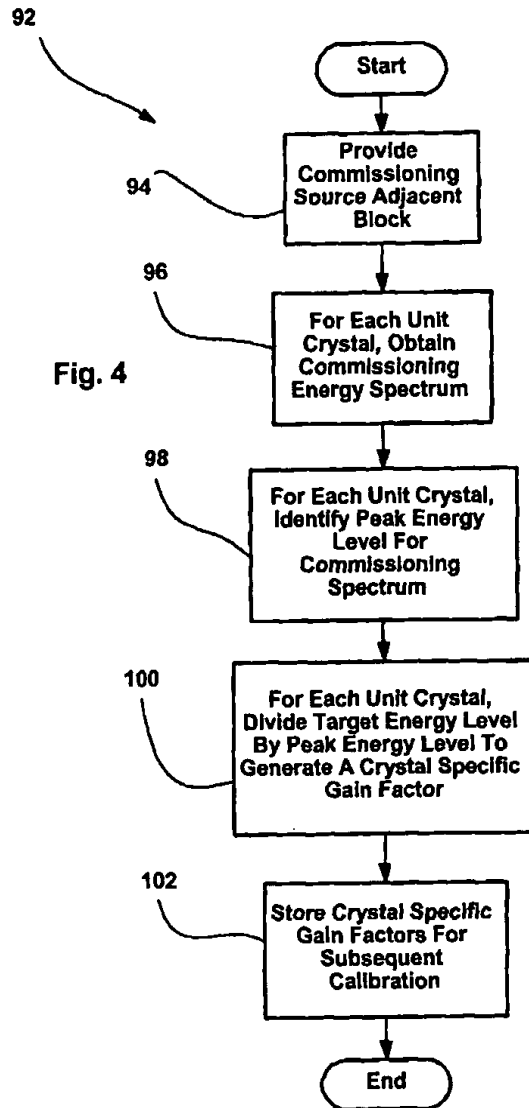 92
Start
94
Provide
Commissioning
Source Adjacent
Block
96
For Each Unit
Crystal, Obtain
Commissioning
Energy Spectrum
Fig. 4
98
For Each Unit Crystal,
Identify Peak Energy
Level For
Commissioning
Spectrum
100
For Each Unit Crystal,
Divide Target Energy Level
By Peak Energy Level To
Generate A Crystal Specific
Gain Factor
102
Store Crystal Specific
Gain Factors For
Subsequent
Calibration
End